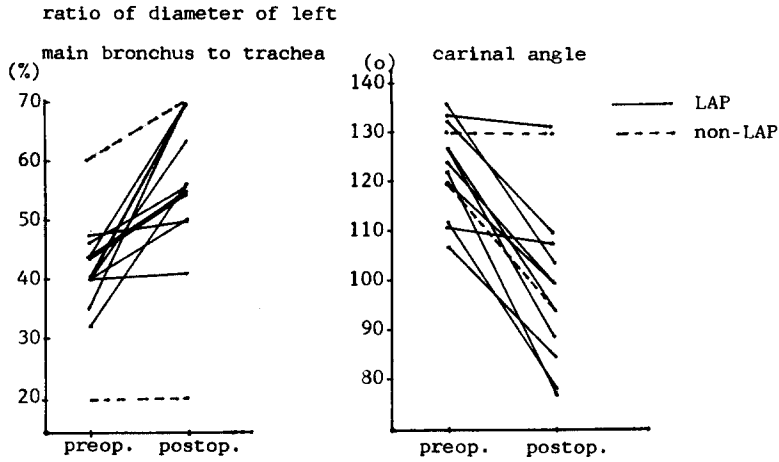 ratio of diameter of left
main bronchus to trachea
(%)
70
60
50
40
30
20
preop. postop.
carinal angle
(o)
140
130
120
110
100
90
80
preop. postop.
LAP
non-LAP